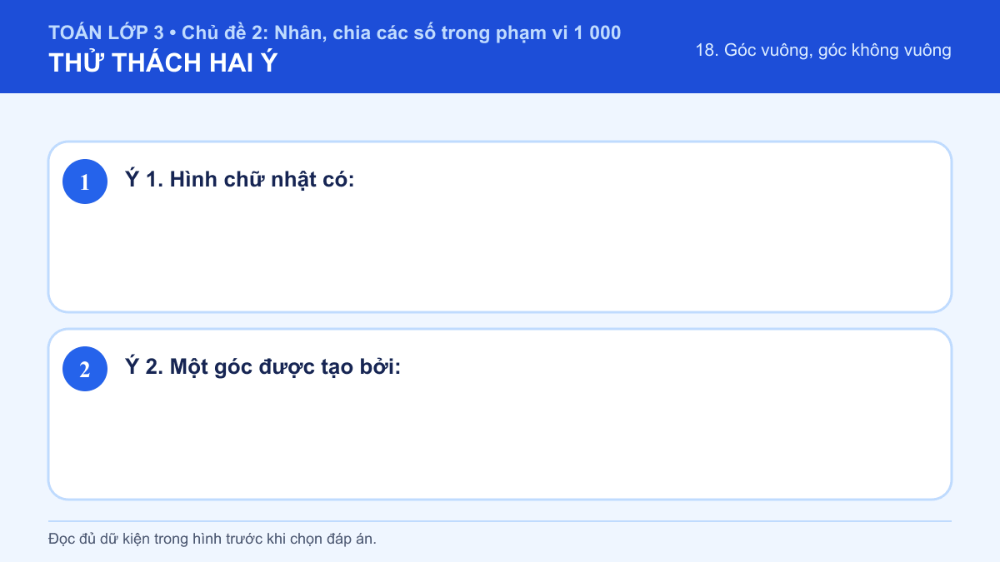 TOÁN LỚP 3 • Chủ đề 2: Nhân, chia các số trong phạm vi 1 000
THỬ THÁCH HAI Ý
18. Góc vuông, góc không vuông
1
Ý 1. Hình chữ nhật có:
2
Ý 2. Một góc được tạo bởi:
Đọc đủ dữ kiện trong hình trước khi chọn đáp án.